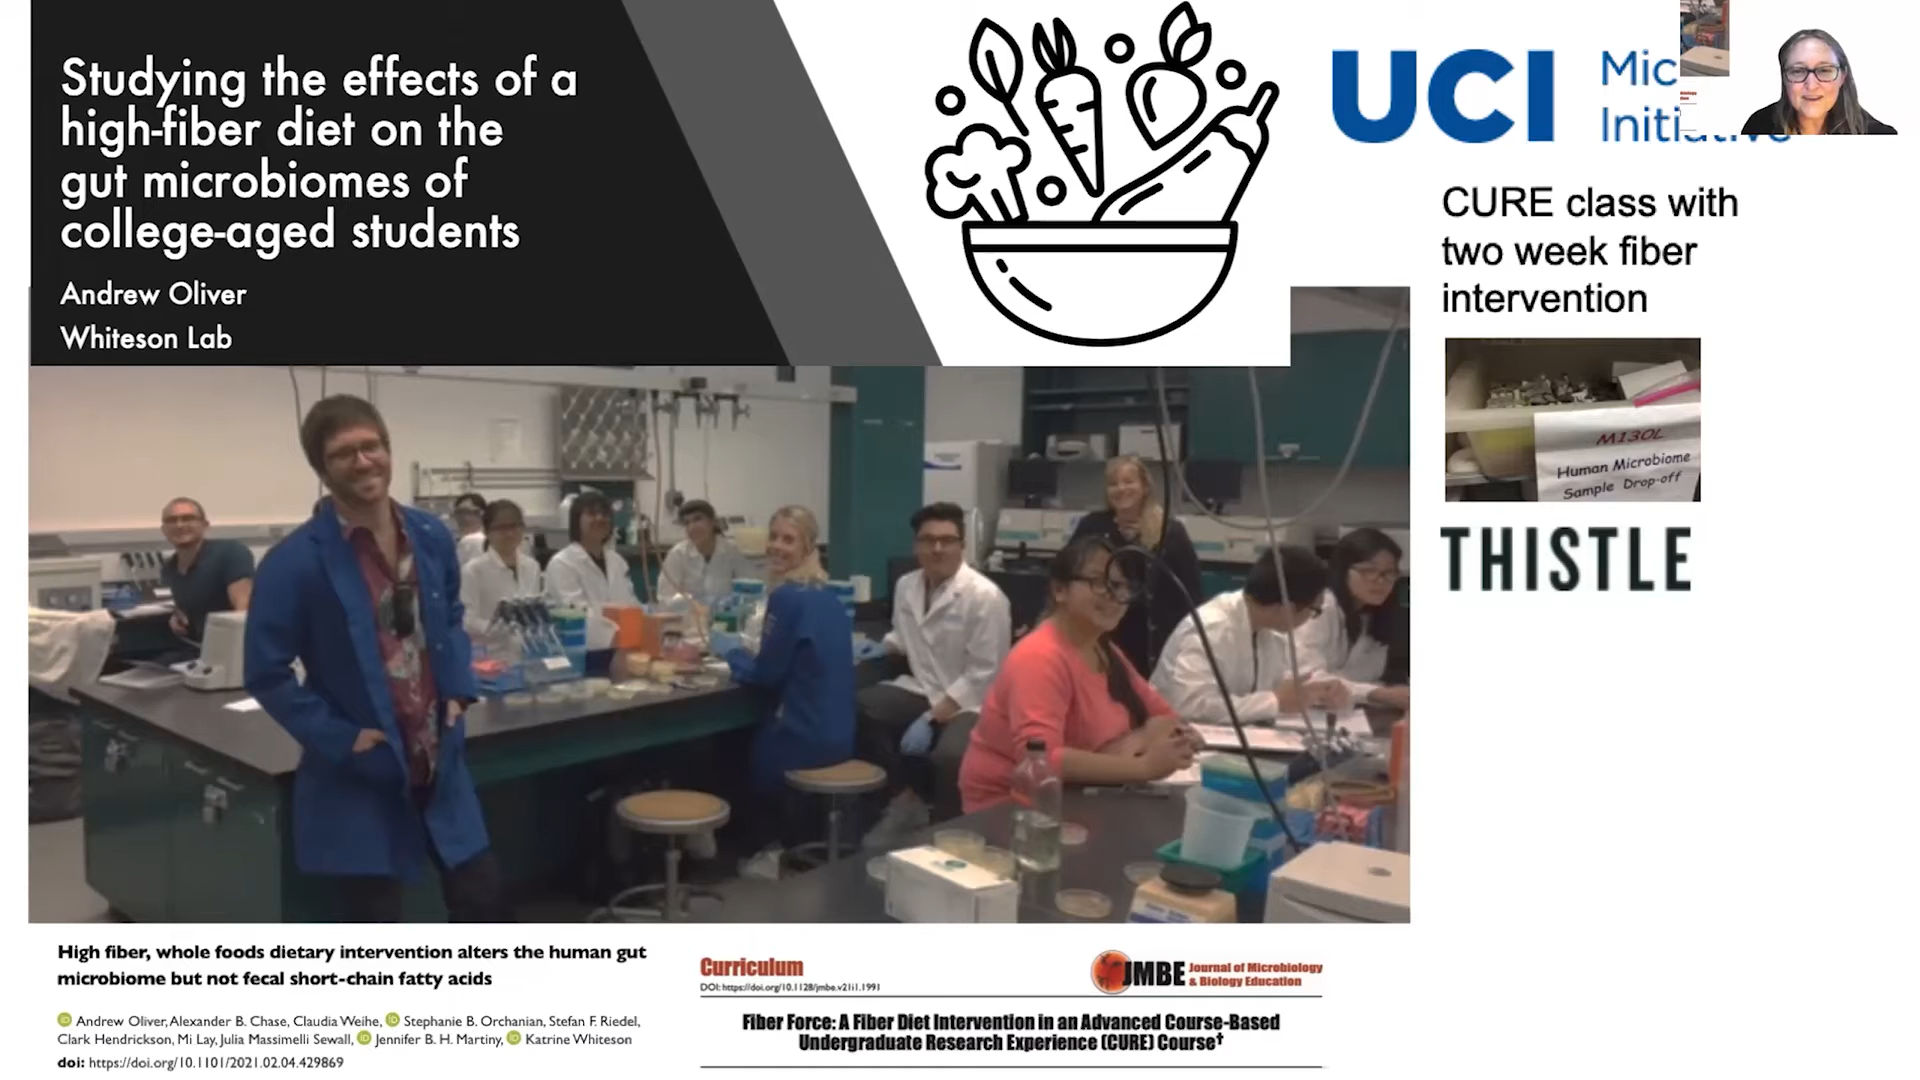 Studying the effects of a
high-fiber diet on the
gut microbiomes of
college-aged students
Andrew Oliver
Whiteson Lab
UCI
Mic
Initiative
CURE class with
two week fiber
intervention
M130L
Human Microbiome
Sample Drop-off
THISTLE
High fiber, whole foods dietary intervention alters the human gut
microbiome but not fecal short-chain fatty acids
iD Andrew Oliver, Alexander B. Chase, Claudia Weihe, iD Stephanie B. Orchanian, Stefan F. Riedel,
Clark Hendrickson, Mi Lay, Julia Massimelli Sewall, iD Jennifer B. H. Martiny, iD Katrine Whiteson
doi: https://doi.org/10.1101/2021.02.04.429869
Curriculum
DOI: https://doi.org/10.1128/jmbe.v21i1.1991
JMBE Journal of Microbiology
& Biology Education
Fiber Force: A Fiber Diet Intervention in an Advanced Course-Based
Undergraduate Research Experience (CURE) Course†